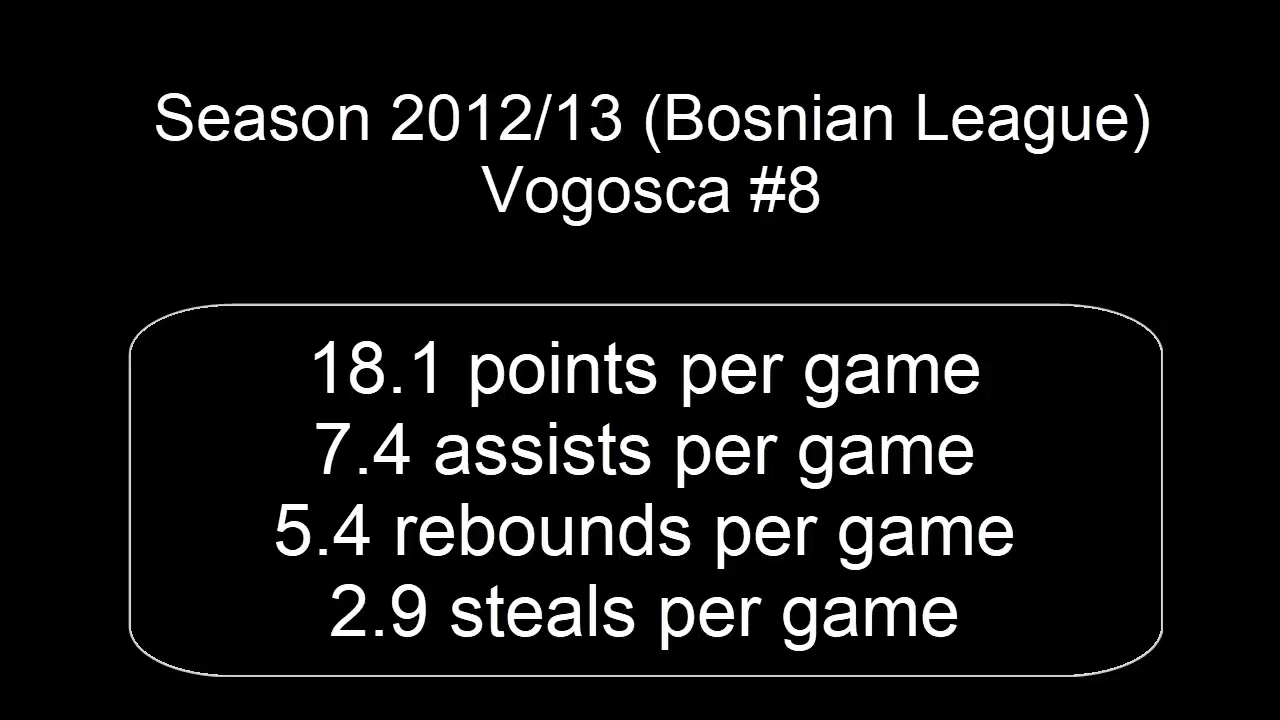 Season 2012/13 (Bosnian League)
Vogosca #8
18.1 points per game
7.4 assists per game
5.4 rebounds per game
2.9 steals per game